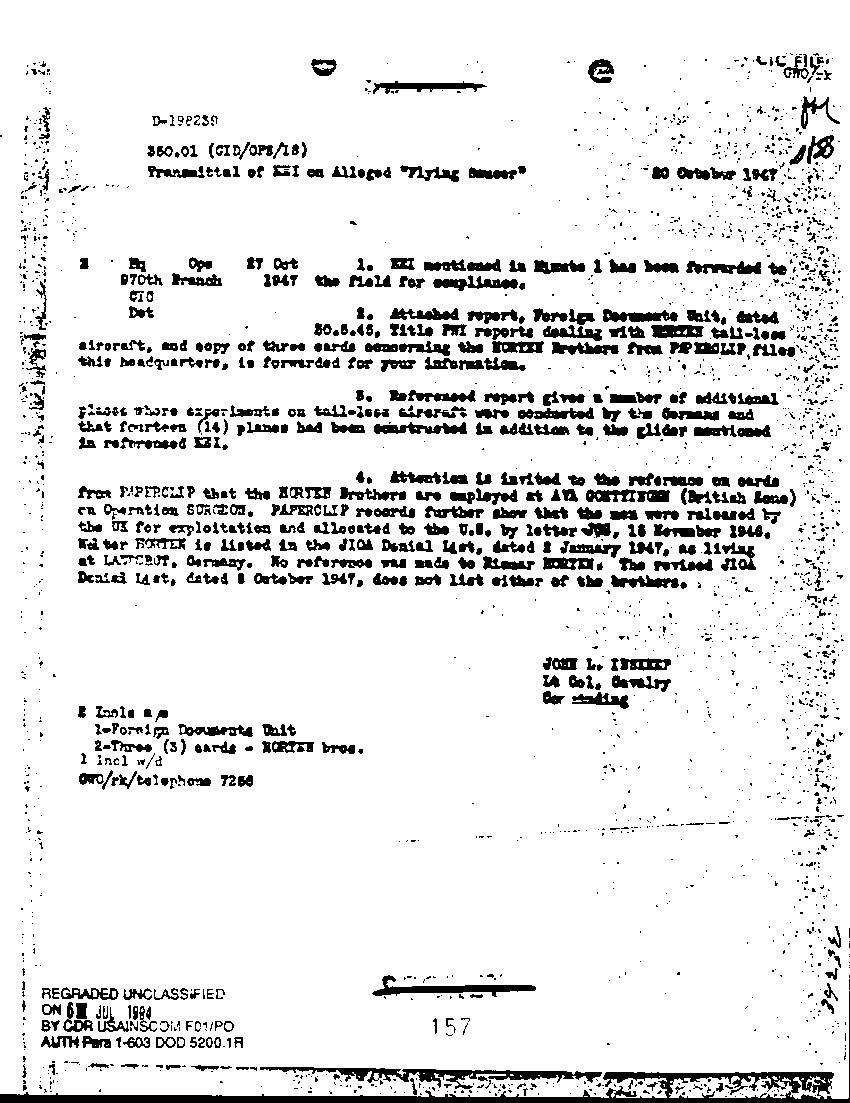 CIC FILE
GWO/rk
D-198239
350.01 (CID/OPS/18)
Transmittal of EEI on Alleged "Flying Saucer" 20 October 1947
2 Hq Ops 27 Oct 1. EEI mentioned in Minute 1 has been forwarded to
970th Branch 1947 the field for compliance.
CIC
Det 2. Attached report, Foreign Documents Unit, dated
30.5.45, Title PWI reports dealing with HORTEN tail-less
aircraft, and copy of three cards concerning the HORTEN Brothers from PAPERCLIP files
this headquarters, is forwarded for your information.
3. Referenced report gives a number of additional
places where experiments on tail-less aircraft were conducted by the Germans and
that fourteen (14) planes had been constructed in addition to the glider mentioned
in referenced EEI.
4. Attention is invited to the reference on cards
from PAPERCLIP that the HORTEN Brothers are employed at AVA GOETTINGEN (British Zone)
on Operation SURGEON. PAPERCLIP records further show that the men were released by
the UK for exploitation and allocated to the U.S. by letter JCS, 18 November 1946.
Walter HORTEN is listed in the JIOA Denial List, dated 2 January 1947, as living
at Germany. No reference was made to Rismar HORTEN. The revised JIOA
Denial List, dated 8 October 1947, does not list either of the brothers.
JOHN L. INSKEEP
Lt Col, Cavalry
2 Incls a/s
1-Foreign Documents Unit
2-Three (3) cards - HORTEN bros.
1 Incl w/d
GWO/rk/telephone 7256
REGRADED UNCLASSIFIED
ON JUL 1994
BY CDR USAINSCOM F01/PO
AUTH Para 1-603 DOD 5200.1R
157